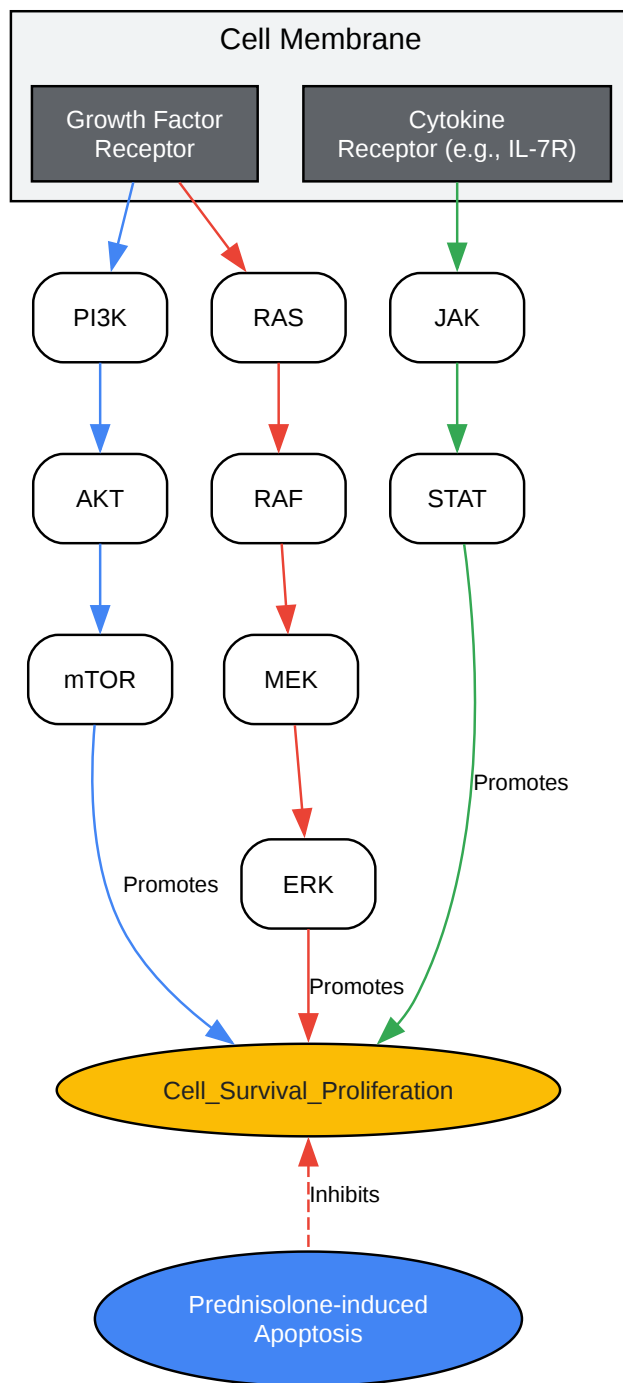 Cell Membrane
Growth Factor
Receptor
Cytokine
Receptor (e.g., IL-7R)
PI3K
RAS
JAK
AKT
RAF
STAT
mTOR
MEK
Promotes
Promotes
ERK
Promotes
Cell_Survival_Proliferation
Inhibits
Prednisolone-induced
Apoptosis